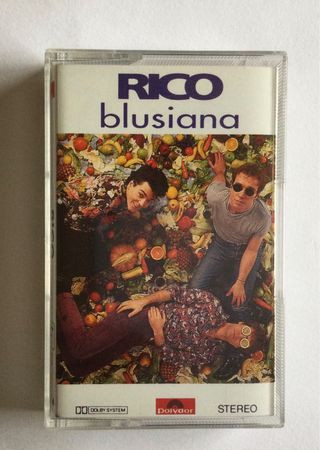 RICO
blusiana
DOLBY SYSTEM
polydor
STEREO